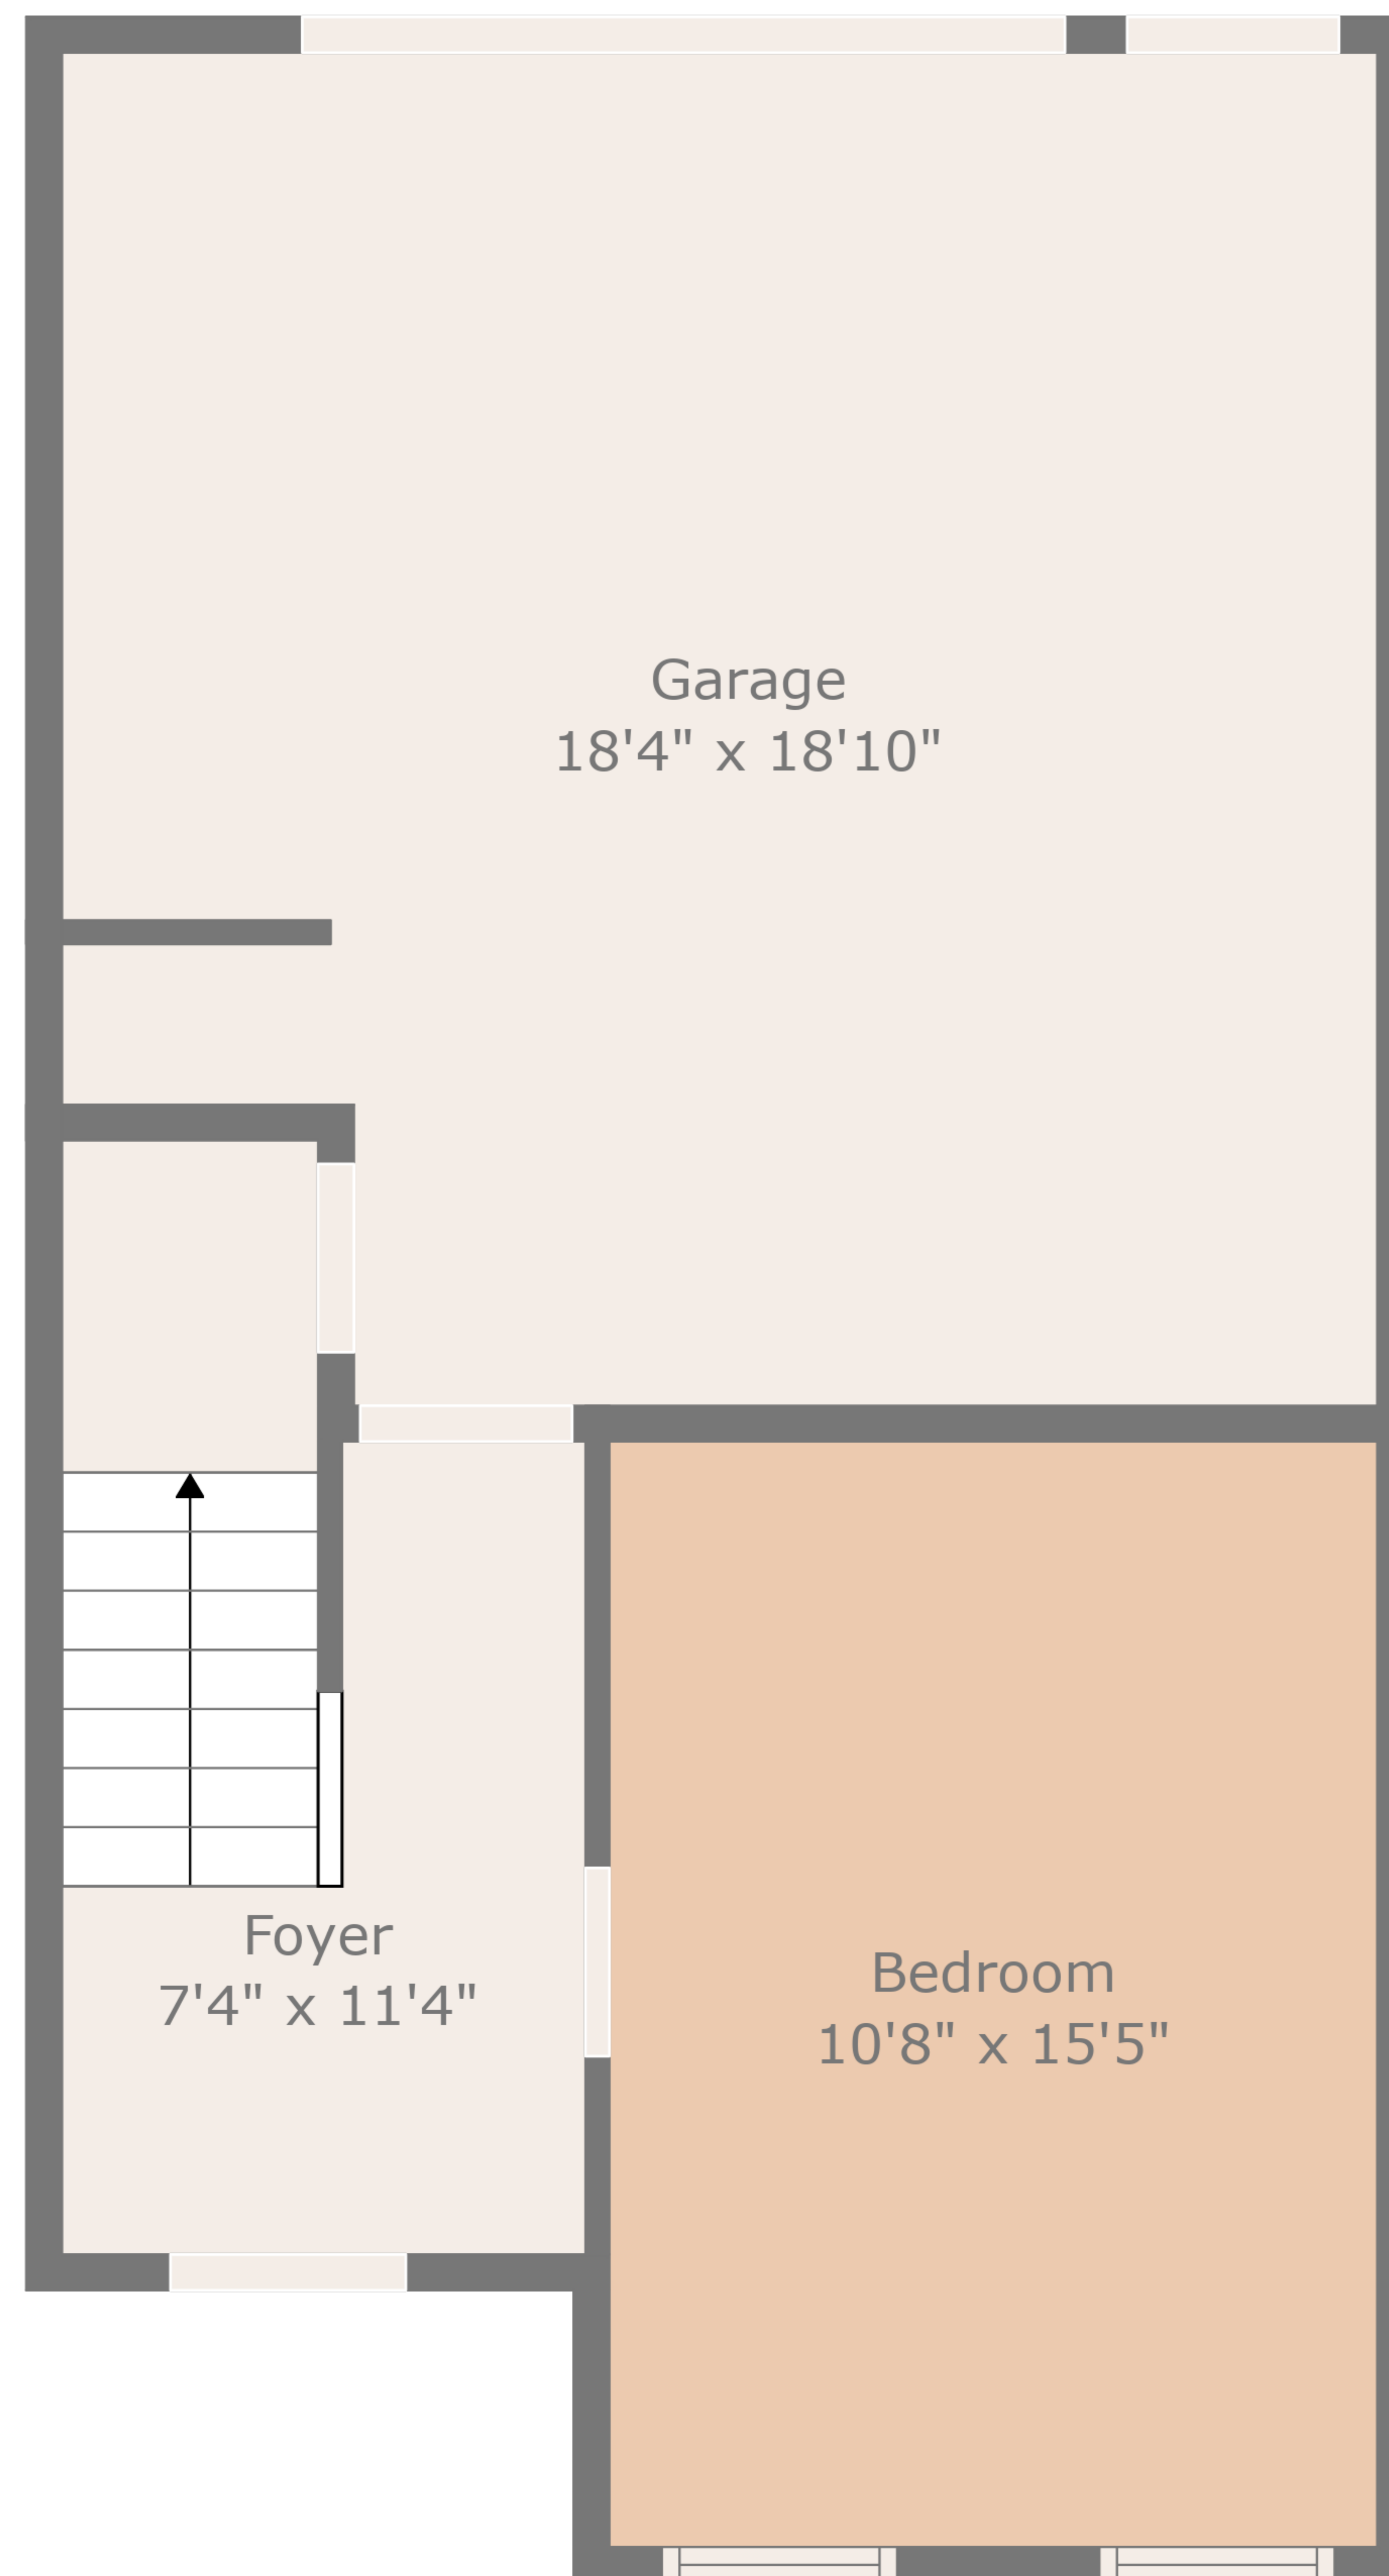 Garage
18'4" x 18'10"
Foyer
7'4" x 11'4"
Bedroom
10'8" x 15'5"